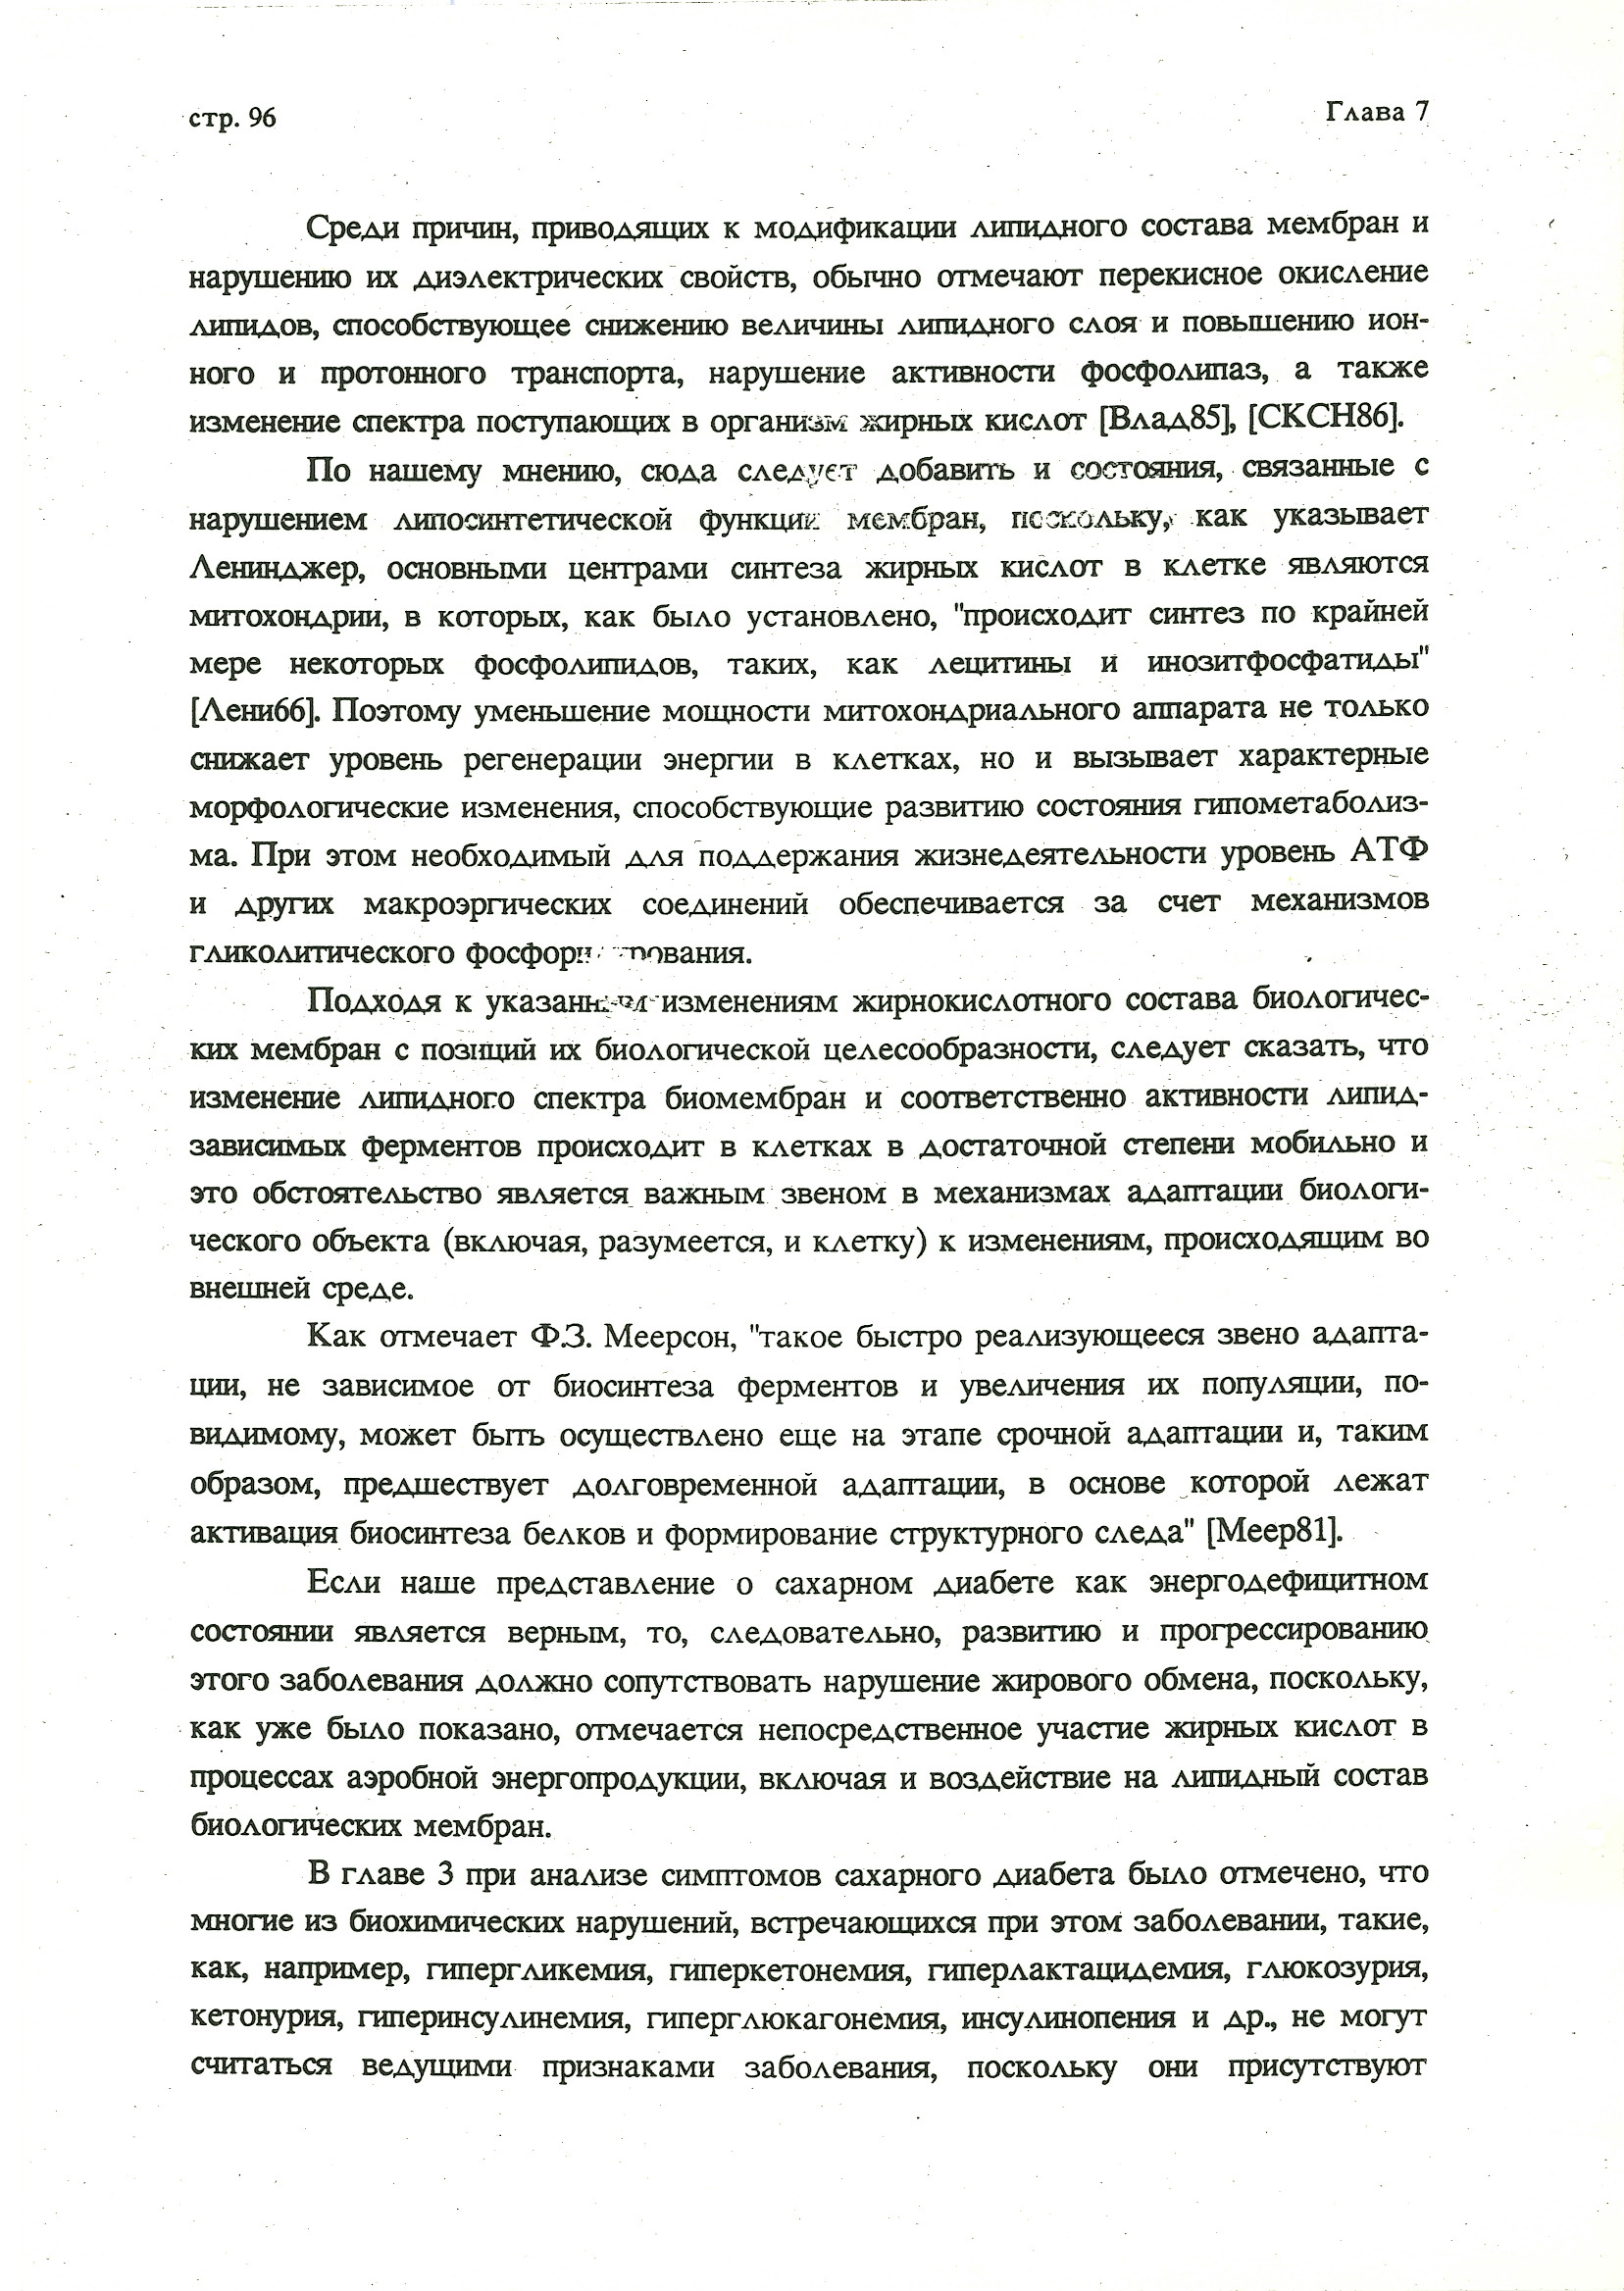 стр. 96
Глава 7
Среди причин, приводящих к модификации липидного состава мембран и
нарушению их диэлектрических свойств, обычно отмечают перекисное окисление
липидов, способствующее снижению величины липидного слоя и повышению ион-
ного и протонного транспорта, нарушение активности фосфолипаз, а также
изменение спектра поступающих в организм жирных кислот [Влад85], [СКСН86].
По нашему мнению, сюда следует добавить и состояния, связанные с
нарушением липосинтетической функции мембран, поскольку, как указывает
Ленинджер, основными центрами синтеза жирных кислот в клетке являются
митохондрии, в которых, как было установлено, "происходит синтез по крайней
мере некоторых фосфолипидов, таких, как лецитины и инозитфосфатиды"
[Лени66]. Поэтому уменьшение мощности митохондриального аппарата не только
снижает уровень регенерации энергии в клетках, но и вызывает характерные
морфологические изменения, способствующие развитию состояния гипометаболиз-
ма. При этом необходимый для поддержания жизнедеятельности уровень АТФ
и других макроэргических соединений обеспечивается за счет механизмов
гликолитического
Подходя к изменениям жирнокислотного состава биологичес-
ких мембран с позиций их биологической целесообразности, следует сказать, что
изменение липидного спектра биомембран и соответственно активности липид-
зависимых ферментов происходит в клетках в достаточной степени мобильно и
это обстоятельство является важным звеном в механизмах адаптации биологи-
ческого объекта (включая, разумеется, и клетку) к изменениям, происходящим во
внешней среде.
Как отмечает Ф.З. Меерсон, "такое быстро реализующееся звено адапта-
ции, не зависимое от биосинтеза ферментов и увеличения их популяции, по-
видимому, может быть осуществлено еще на этапе срочной адаптации и, таким
образом, предшествует долговременной адаптации, в основе которой лежат
активация биосинтеза белков и формирование структурного следа" [Меер81].
Если наше представление о сахарном диабете как энергодефицитном
состоянии является верным, то, следовательно, развитию и прогрессированию
этого заболевания должно сопутствовать нарушение жирового обмена, поскольку,
как уже было показано, отмечается непосредственное участие жирных кислот в
процессах аэробной энергопродукции, включая и воздействие на липидный состав
биологических мембран.
В главе 3 при анализе симптомов сахарного диабета было отмечено, что
многие из биохимических нарушений, встречающихся при этом заболевании, такие,
как, например, гипергликемия, гиперкетонемия, гиперлактацидемия, глюкозурия,
кетонурия, гиперинсулинемия, гиперглюкагонемия, инсулинопения и др., не могут
считаться ведущими признаками заболевания, поскольку они присутствуют